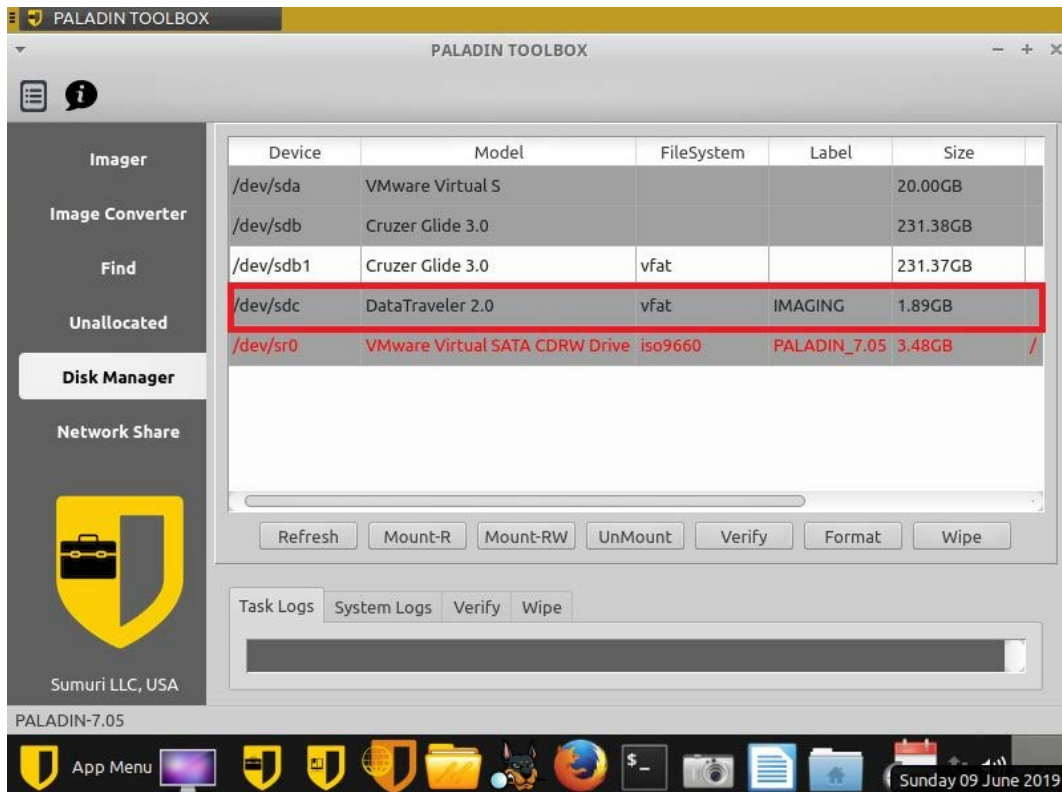 PALADIN TOOLBOX
PALADIN TOOLBOX
Imager
Image Converter
Find
Unallocated
Disk Manager
Network Share
Sumuri LLC, USA
Device Model FileSystem Label Size
/dev/sda VMware Virtual S 20.00GB
/dev/sdb Cruzer Glide 3.0 231.38GB
/dev/sdb1 Cruzer Glide 3.0 vfat 231.37GB
/dev/sdc DataTraveler 2.0 vfat IMAGING 1.89GB
/dev/sr0 VMware Virtual SATA CDRW Drive iso9660 PALADIN_7.05 3.48GB /
Refresh Mount-R Mount-RW UnMount Verify Format Wipe
Task Logs System Logs Verify Wipe
PALADIN-7.05
App Menu $_ Sunday 09 June 2019